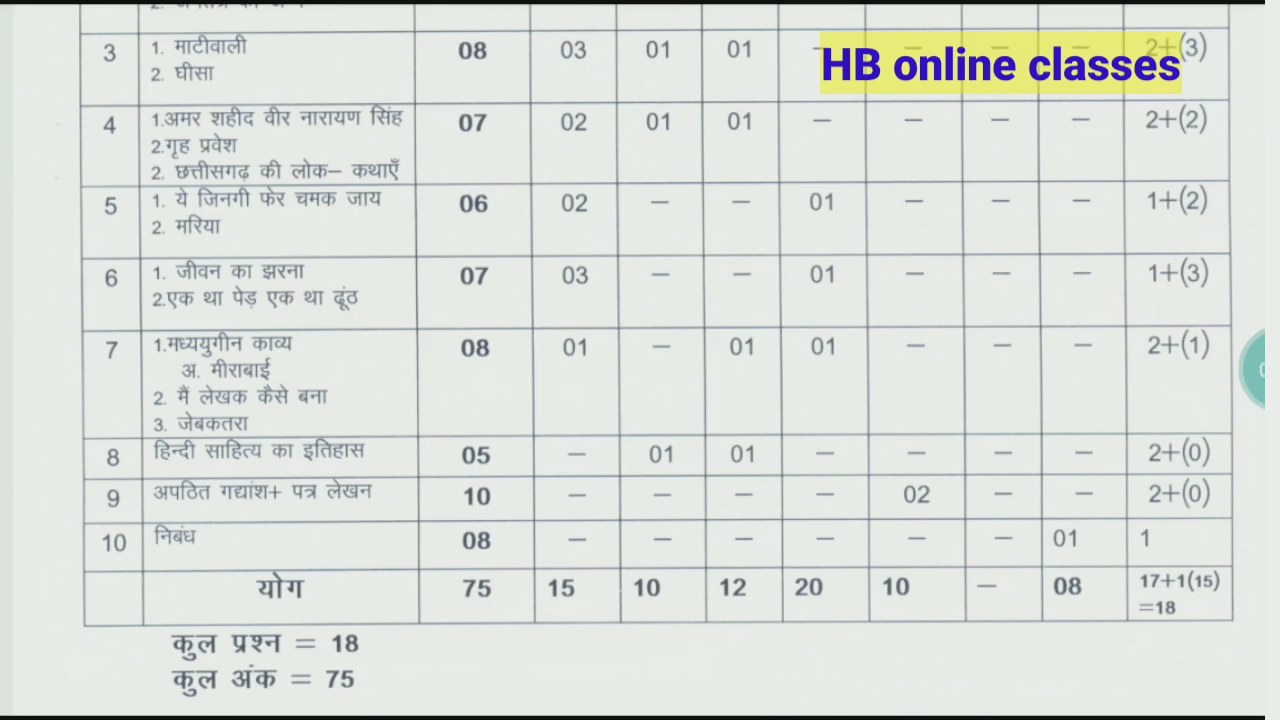 3 1. माटीवाली 08 03 01 01 – – – – 2+(3)
2. घीसा
HB online classes
4 1.अमर शहीद वीर नारायण सिंह 07 02 01 01 – – – – 2+(2)
2.गृह प्रवेश
2. छत्तीसगढ़ की लोक– कथाएँ
5 1. ये जिनगी फेर चमक जाय 06 02 – – 01 – – – 1+(2)
2. मरिया
6 1. जीवन का झरना 07 03 – – 01 – – – 1+(3)
2.एक था पेड़ एक था ढूंठ
7 1.मध्ययुगीन काव्य 08 01 – 01 01 – – – 2+(1)
अ. मीराबाई
2. मैं लेखक कैसे बना
3. जेबकतरा
8 हिन्दी साहित्य का इतिहास 05 – 01 01 – – – – 2+(0)
9 अपठित गद्यांश+ पत्र लेखन 10 – – – – 02 – – 2+(0)
10 निबंध 08 – – – – – – 01 1
योग 75 15 10 12 20 10 – 08 17+1(15)
=18
कुल प्रश्न = 18
कुल अंक = 75